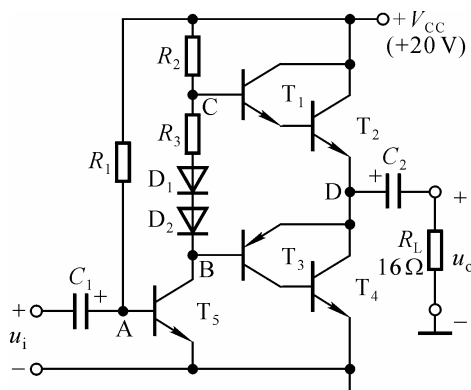 + V_CC
(+20 V)
R_2
C
T_1
R_3
T_2
R_1
D_1
C_2
+
D
+
D_2
R_L
16Ω
u_o
B
T_3
C_1
+
T_4
+
A
T_5
u_i
−
−